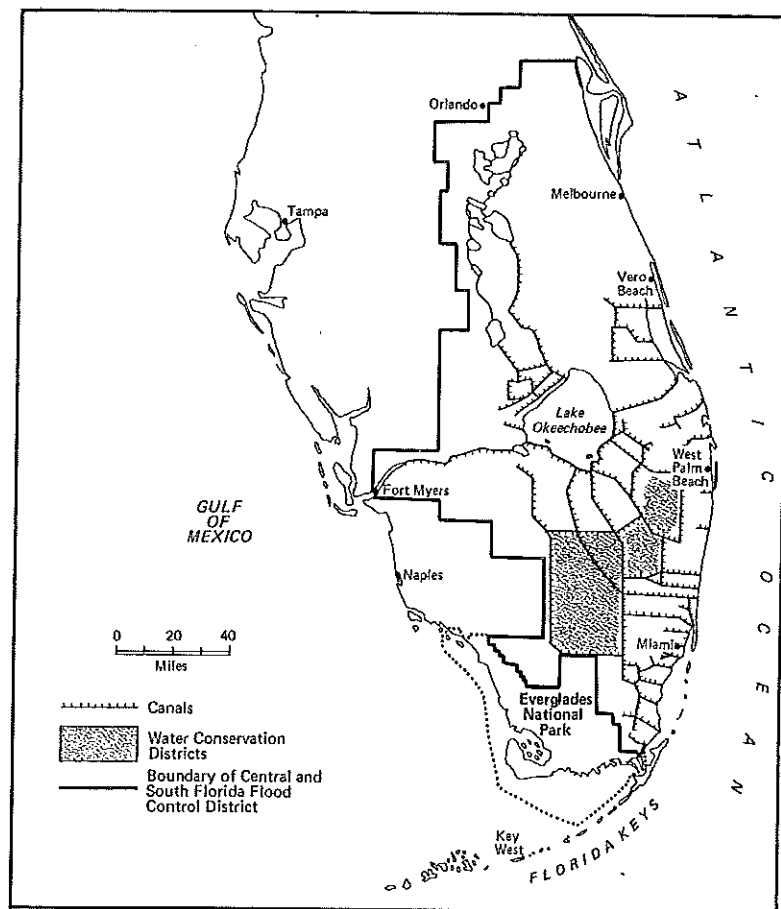 Orlando
ATLANTIC OCEAN
Melbourne
Tampa
Vero
Beach
Lake
Okeechobee
West
Palm
Beach
Fort Myers
GULF
OF
MEXICO
Naples
0 20 40
Miles
Miami
Everglades
National
Park
Canals
Water Conservation
Districts
Boundary of Central and
South Florida Flood
Control District
Key
West
FLORIDA KEYS